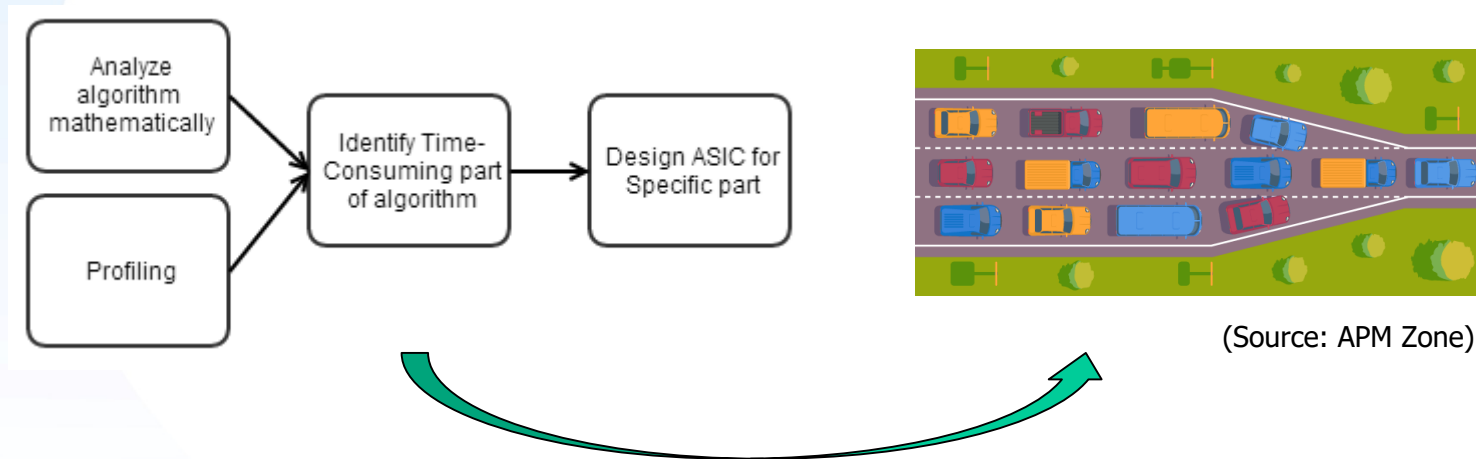 Analyze
algorithm
mathematically
Profiling
Identify Time-
Consuming part
of algorithm
Design ASIC for
Specific part
(Source: APM Zone)